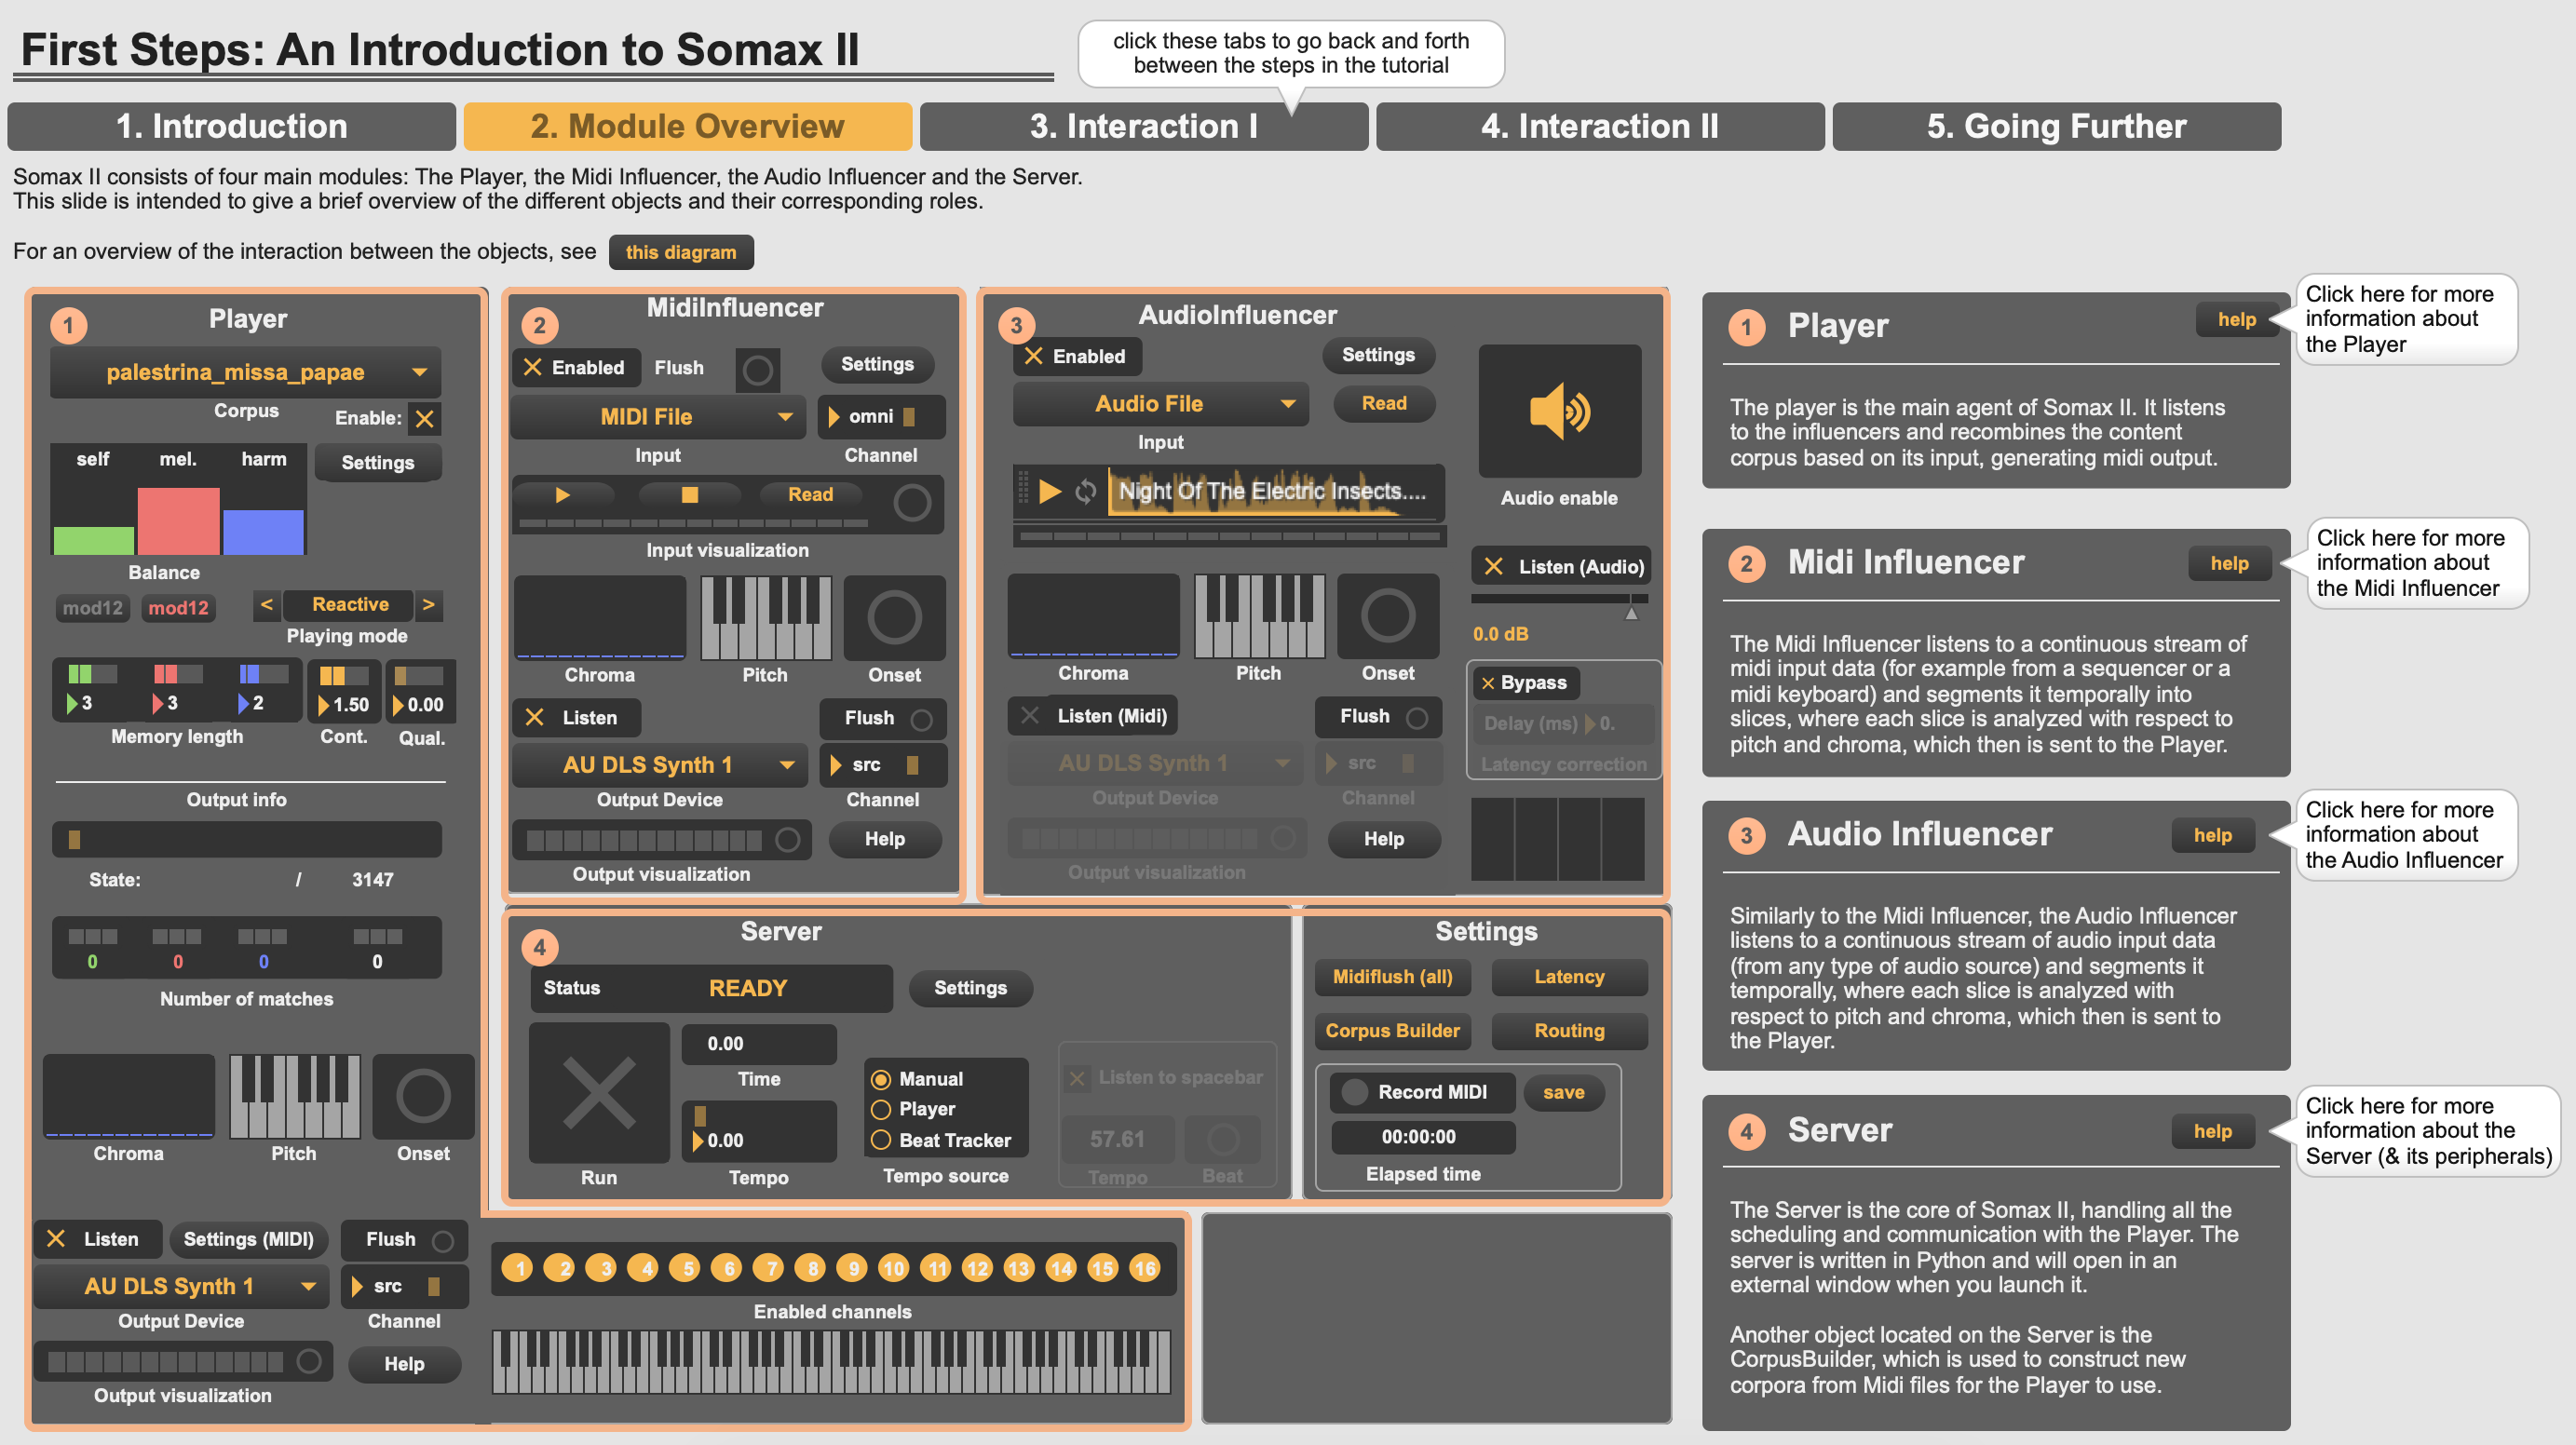 First Steps: An Introduction to Somax II
click these tabs to go back and forth
between the steps in the tutorial
1. Introduction
2. Module Overview
3. Interaction I
4. Interaction II
5. Going Further
Somax II consists of four main modules: The Player, the Midi Influencer, the Audio Influencer and the Server.
This slide is intended to give a brief overview of the different objects and their corresponding roles.
For an overview of the interaction between the objects, see this diagram
1 Player
palestrina_missa_papae
Corpus
Enable:
self mel. harm
Settings
Balance
mod12 mod12
< Reactive >
Playing mode
3 3 2 1.50 0.00
Memory length Cont. Qual.
Output info
State: / 3147
0 0 0 0
Number of matches
Chroma Pitch Onset
Listen Settings (MIDI) Flush
AU DLS Synth 1 src
Output Device Channel
Help
Output visualization
1 2 3 4 5 6 7 8 9 10 11 12 13 14 15 16
Enabled channels
2 MidiInfluencer
Enabled Flush Settings
MIDI File omni
Input Channel
Read
Input visualization
Chroma Pitch Onset
Listen Flush
AU DLS Synth 1 src
Output Device Channel
Help
Output visualization
3 AudioInfluencer
Enabled Settings
Audio File Read
Input
Night Of The Electric Insects....
Audio enable
Listen (Audio)
0.0 dB
Chroma Pitch Onset
Bypass
Delay (ms) 0.
Latency correction
Listen (Midi) Flush
AU DLS Synth 1 src
Output Device Channel
Help
Output visualization
4 Server
Status READY Settings
0.00
Time
0.00
Run Tempo
Manual
Player
Beat Tracker
Tempo source
Listen to spacebar
57.61
Tempo Beat
Settings
Midiflush (all) Latency
Corpus Builder Routing
Record MIDI save
00:00:00
Elapsed time
1 Player help
Click here for more
information about
the Player
The player is the main agent of Somax II. It listens
to the influencers and recombines the content
corpus based on its input, generating midi output.
2 Midi Influencer help
Click here for more
information about
the Midi Influencer
The Midi Influencer listens to a continuous stream of
midi input data (for example from a sequencer or a
midi keyboard) and segments it temporally into
slices, where each slice is analyzed with respect to
pitch and chroma, which then is sent to the Player.
3 Audio Influencer help
Click here for more
information about
the Audio Influencer
Similarly to the Midi Influencer, the Audio Influencer
listens to a continuous stream of audio input data
(from any type of audio source) and segments it
temporally, where each slice is analyzed with
respect to pitch and chroma, which then is sent to
the Player.
4 Server help
Click here for more
information about the
Server (& its peripherals)
The Server is the core of Somax II, handling all the
scheduling and communication with the Player. The
server is written in Python and will open in an
external window when you launch it.
Another object located on the Server is the
CorpusBuilder, which is used to construct new
corpora from Midi files for the Player to use.